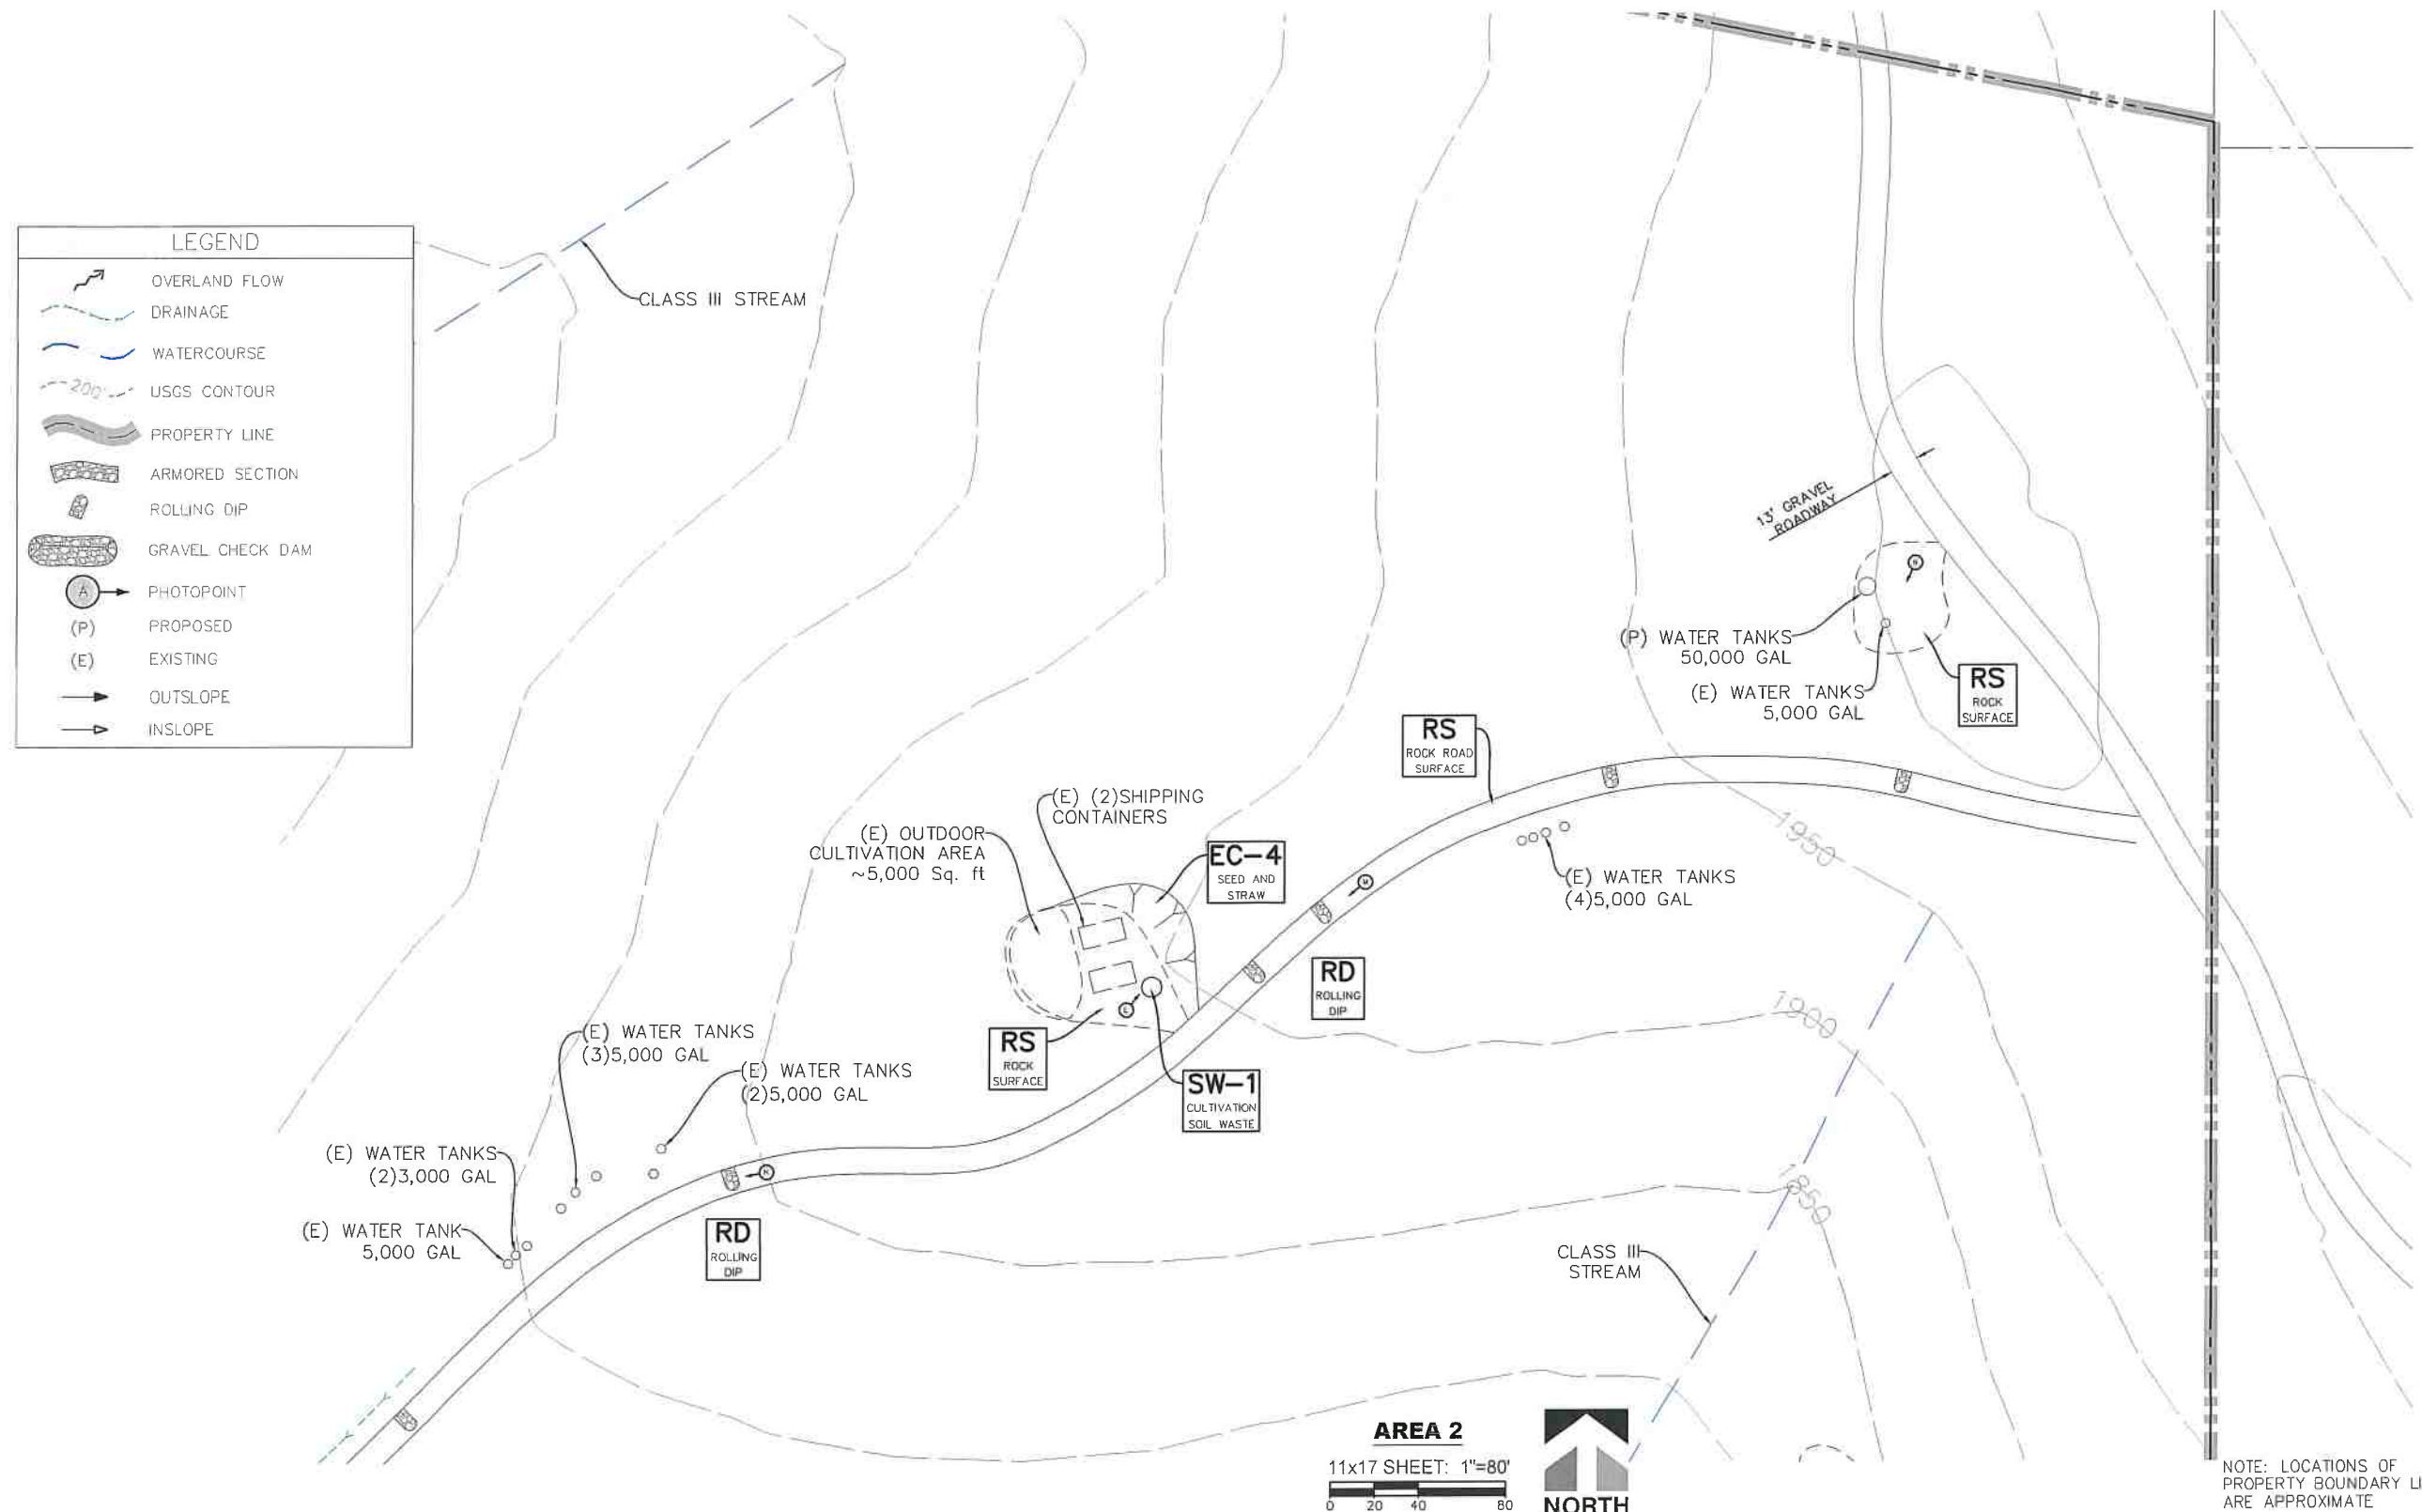 LEGEND
OVERLAND FLOW
DRAINAGE
WATERCOURSE
200'
USGS CONTOUR
PROPERTY LINE
ARMORED SECTION
ROLLING DIP
GRAVEL CHECK DAM
A
PHOTOPOINT
(P)
PROPOSED
(E)
EXISTING
OUTSLOPE
INSLOPE
CLASS III STREAM
13' GRAVEL
ROADWAY
(P) WATER TANKS
50,000 GAL
(E) WATER TANKS
5,000 GAL
RS
ROCK
SURFACE
RS
ROCK ROAD
SURFACE
(E) (2)SHIPPING
CONTAINERS
(E) OUTDOOR
CULTIVATION AREA
~5,000 Sq. ft
EC-4
SEED AND
STRAW
1950
(E) WATER TANKS
(4)5,000 GAL
M
RD
ROLLING
DIP
1900
L
RS
ROCK
SURFACE
SW-1
CULTIVATION
SOIL WASTE
(E) WATER TANKS
(3)5,000 GAL
(E) WATER TANKS
(2)5,000 GAL
(E) WATER TANKS
(2)3,000 GAL
K
1850
(E) WATER TANK
5,000 GAL
RD
ROLLING
DIP
CLASS III
STREAM
AREA 2
11x17 SHEET: 1"=80'
0 20 40 80
NORTH
NOTE: LOCATIONS OF
PROPERTY BOUNDARY LI
ARE APPROXIMATE